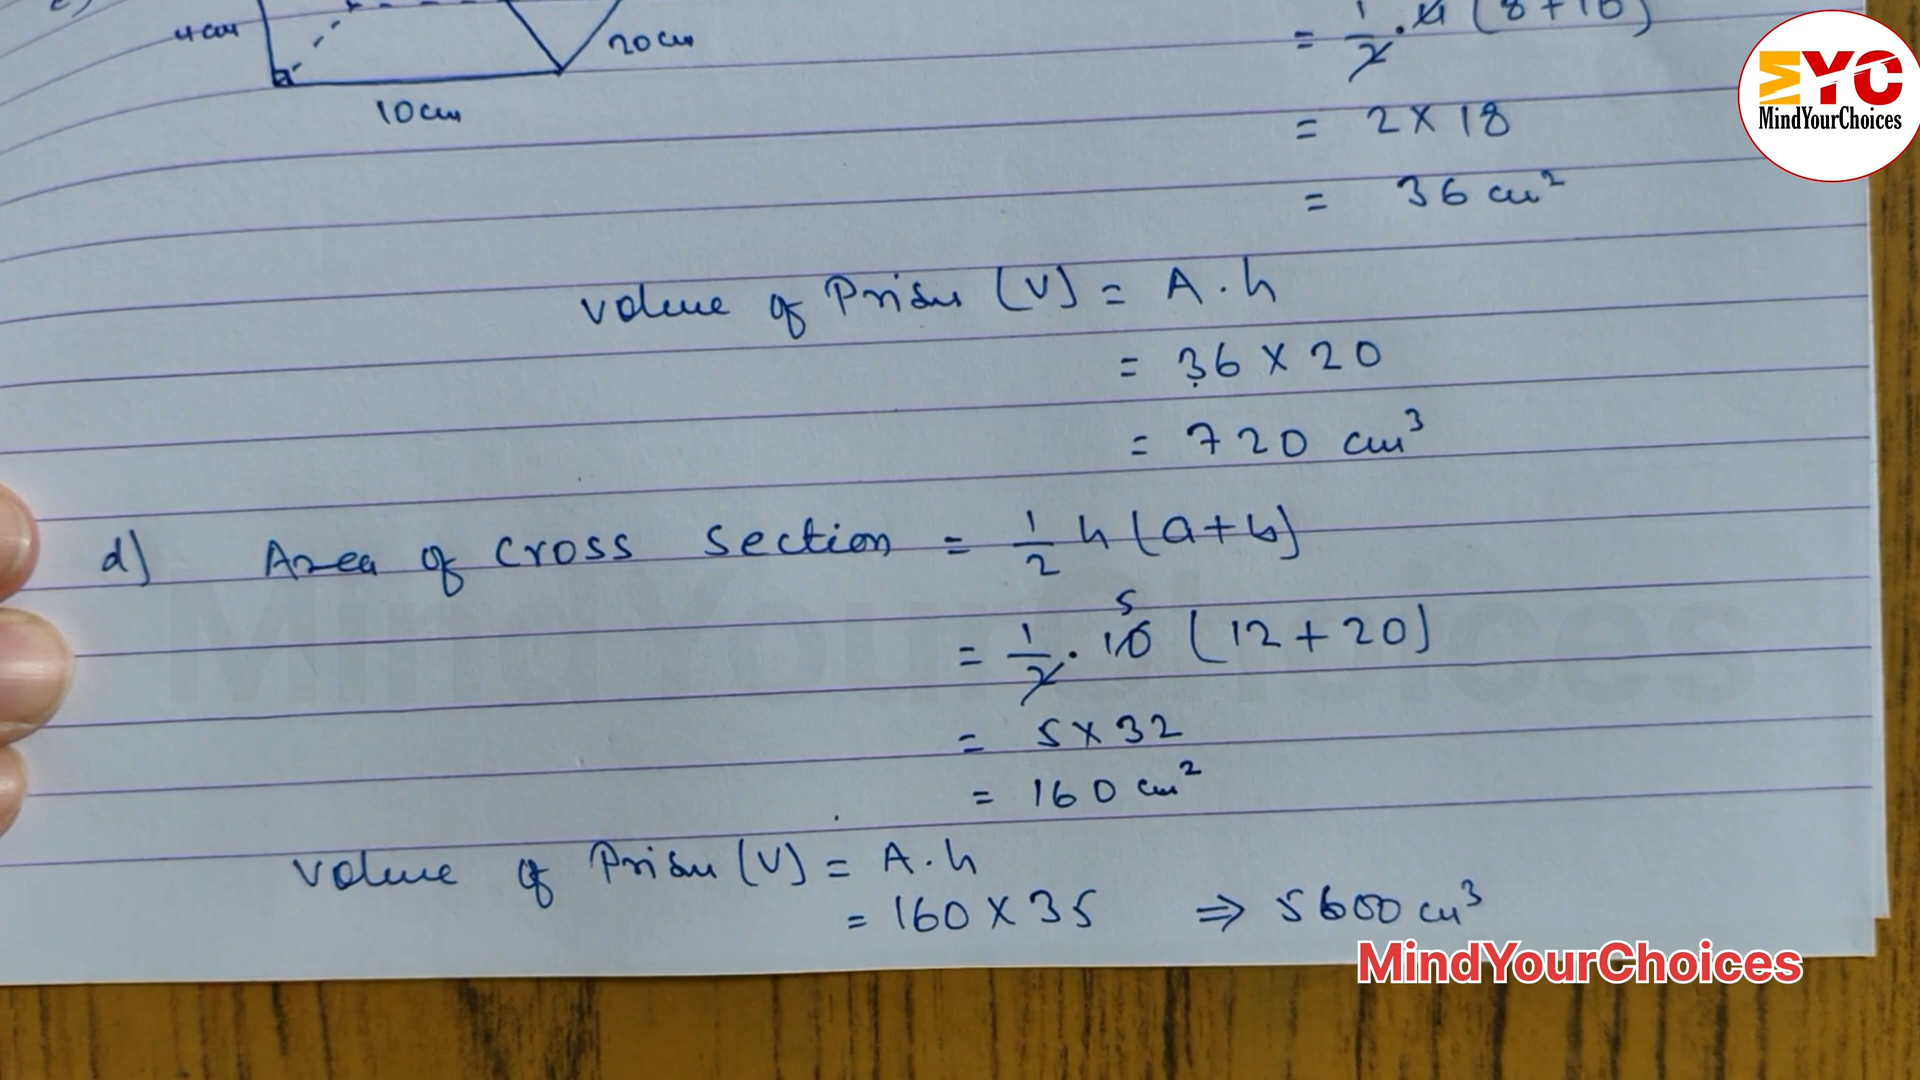 4cm
20cm
10cm
= 1/2 . 4 (8+10)
= 2 × 18
= 36 cm²
Volume of Prism (V) = A . h
= 36 × 20
= 720 cm³
d) Area of cross section = 1/2 h (a+b)
5
= 1/2 . 10 (12 + 20)
= 5 × 32
= 160 cm²
Volume of Prism (V) = A . h
= 160 × 35 ⇒ 5600 cm³
MYC
MindYourChoices
MindYourChoices
MindYourChoices